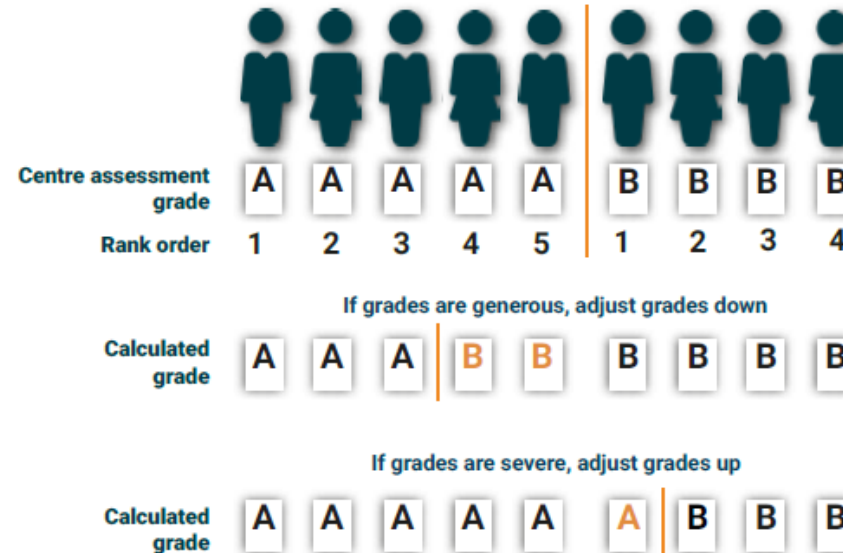 Centre assessment grade A A A A A B B B B
Rank order 1 2 3 4 5 1 2 3 4
If grades are generous, adjust grades down
Calculated grade A A A B B B B B B
If grades are severe, adjust grades up
Calculated grade A A A A A A B B B